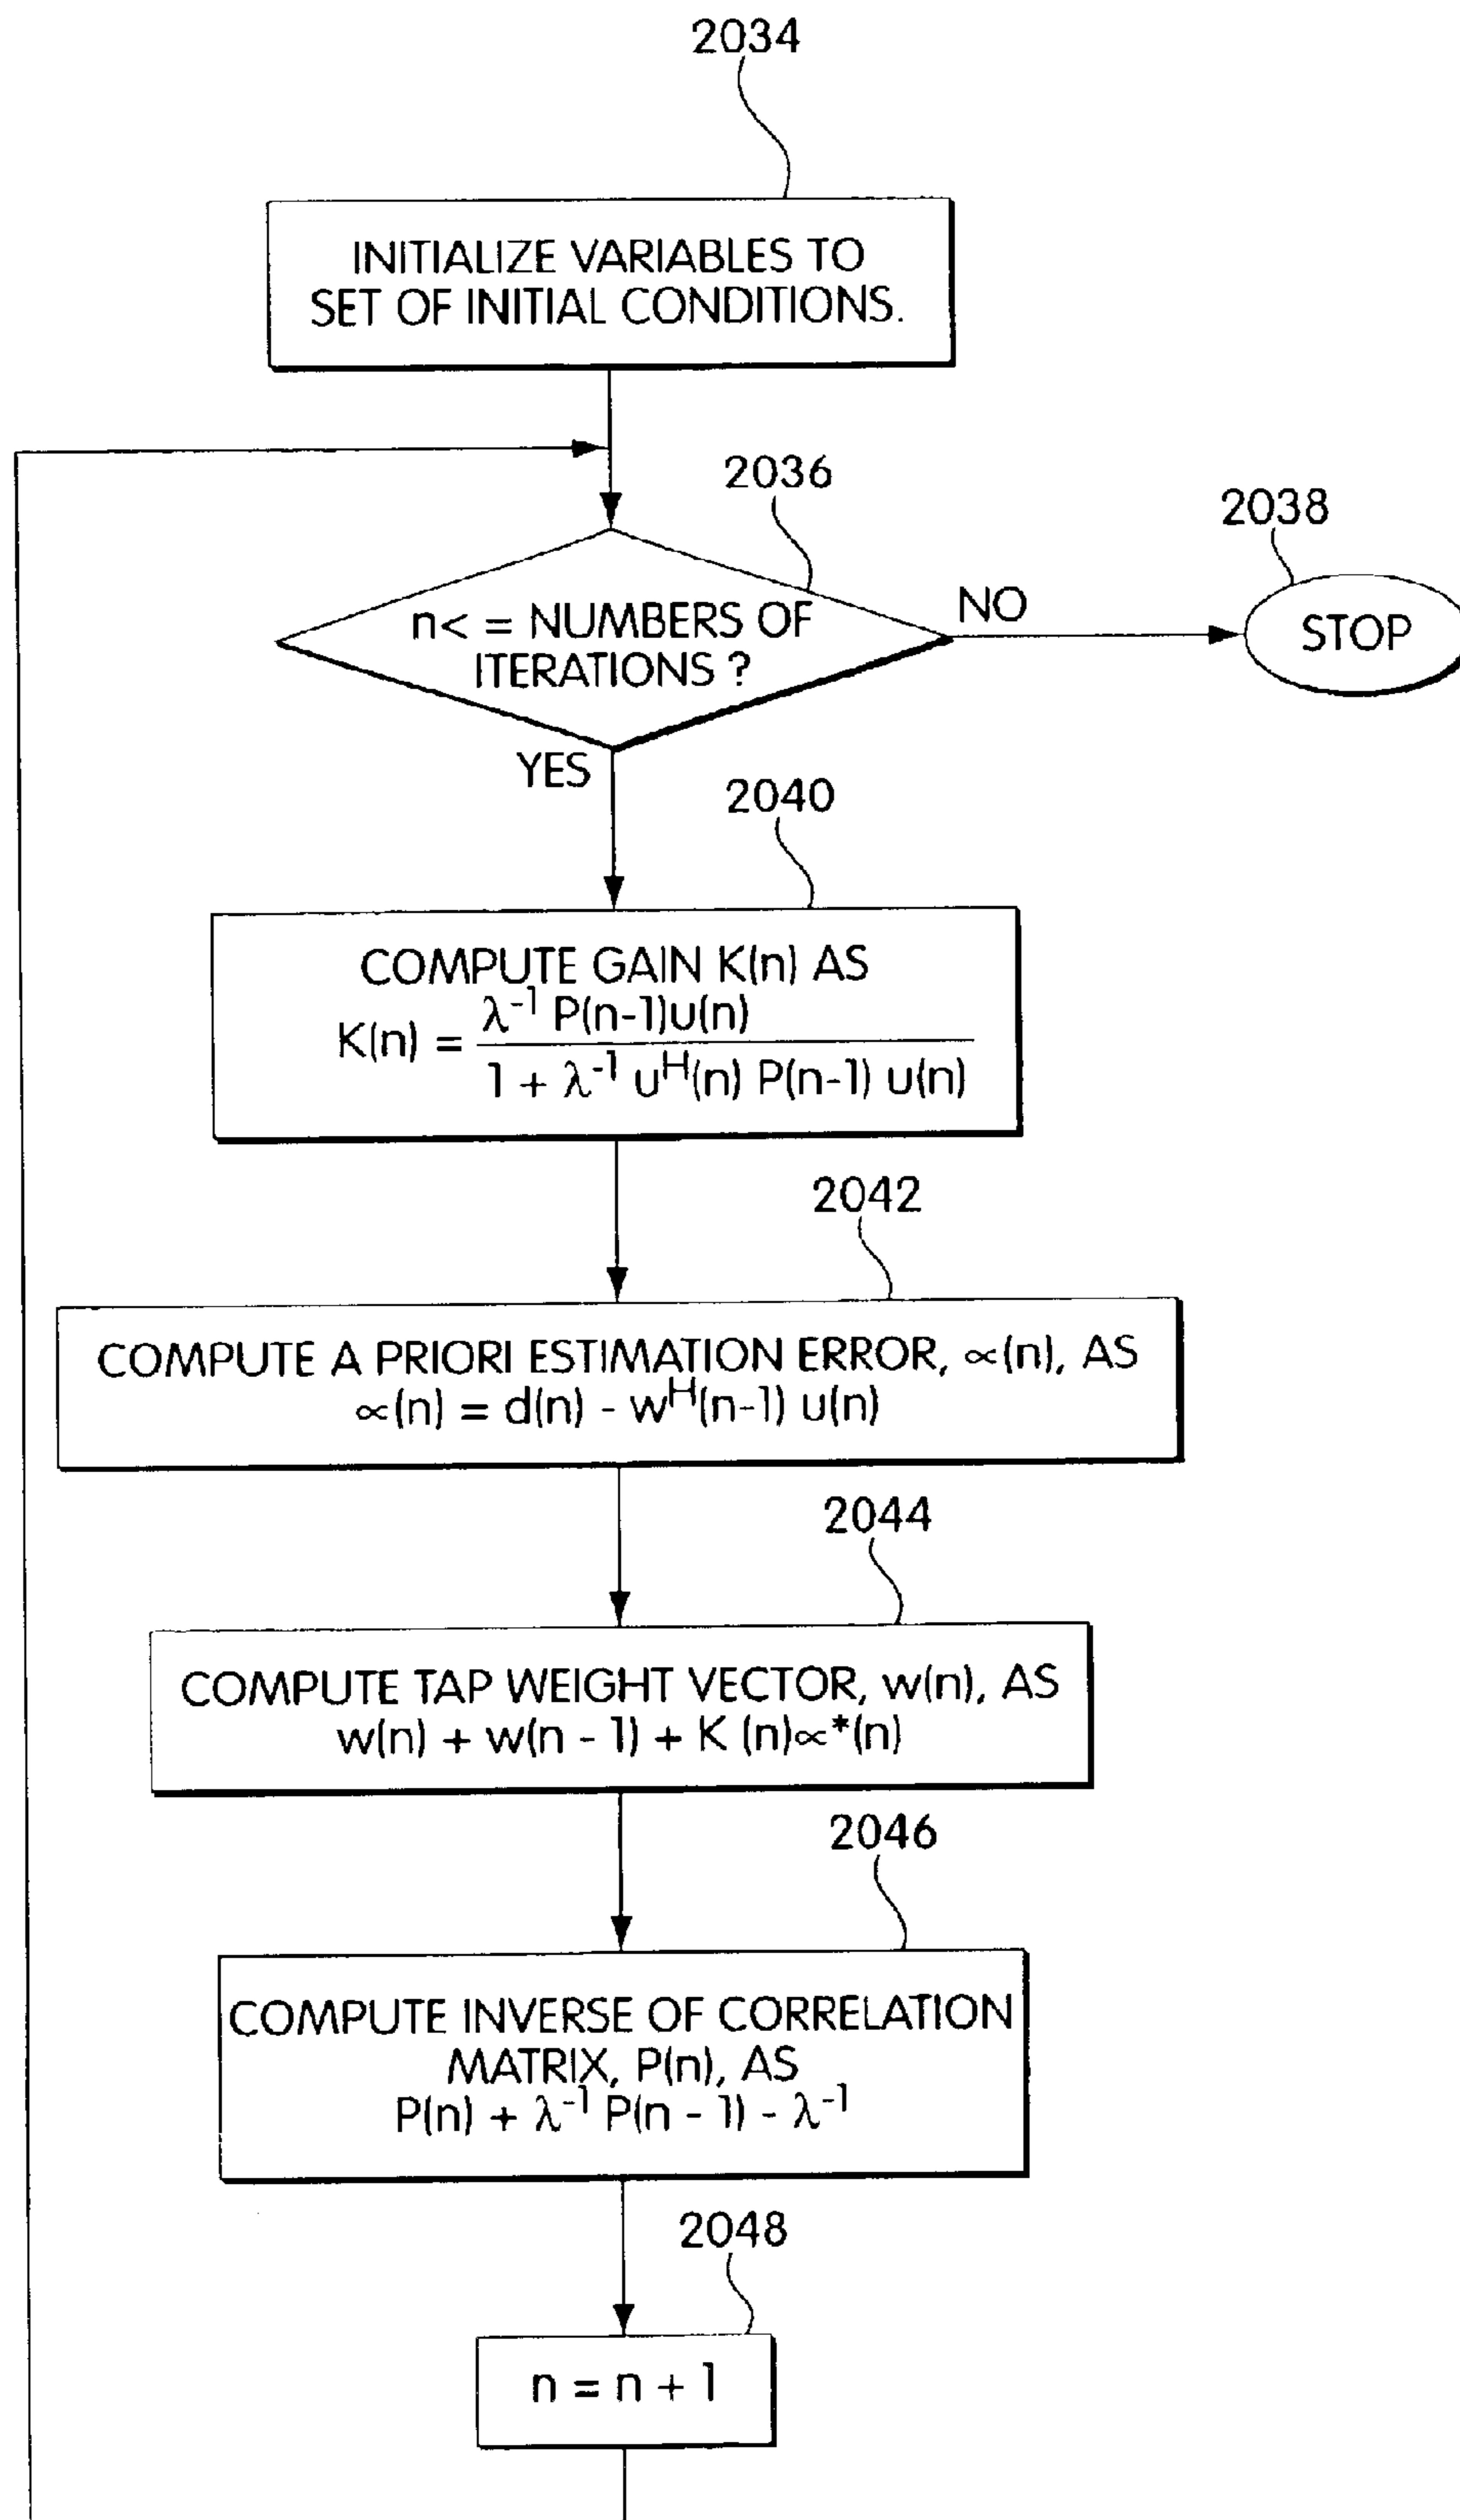 2034
INITIALIZE VARIABLES TO
SET OF INITIAL CONDITIONS.
2036
2038
n< = NUMBERS OF
ITERATIONS ?
NO
STOP
YES
2040
COMPUTE GAIN K(n) AS
K(n) = λ⁻¹ P(n-1)u(n) / 1 + λ⁻¹ uᴴ(n) P(n-1) u(n)
2042
COMPUTE A PRIORI ESTIMATION ERROR, ∝(n), AS
∝(n) = d(n) - wᴴ(n-1) u(n)
2044
COMPUTE TAP WEIGHT VECTOR, w(n), AS
w(n) + w(n - 1) + K (n)∝*(n)
2046
COMPUTE INVERSE OF CORRELATION
MATRIX, P(n), AS
P(n) + λ⁻¹ P(n - 1) - λ⁻¹
2048
n = n + 1